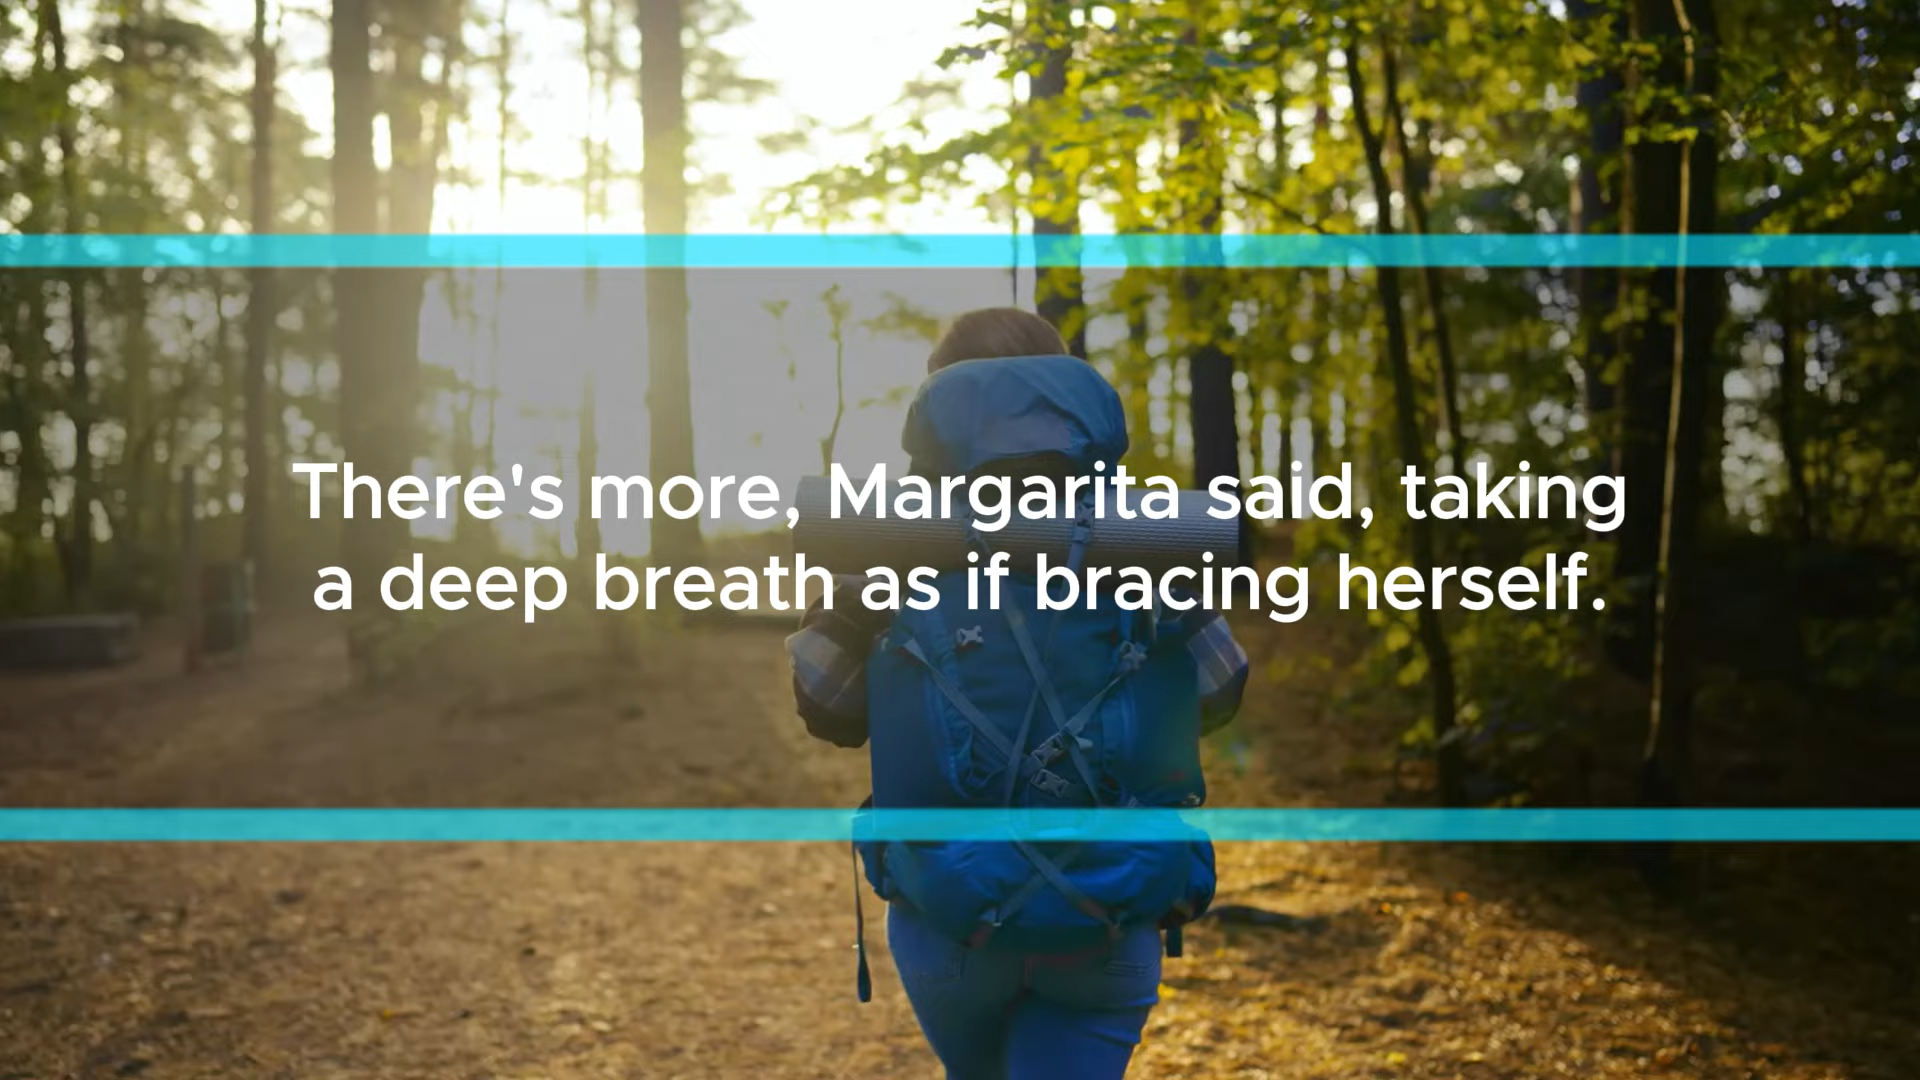 There's more, Margarita said, taking
a deep breath as if bracing herself.